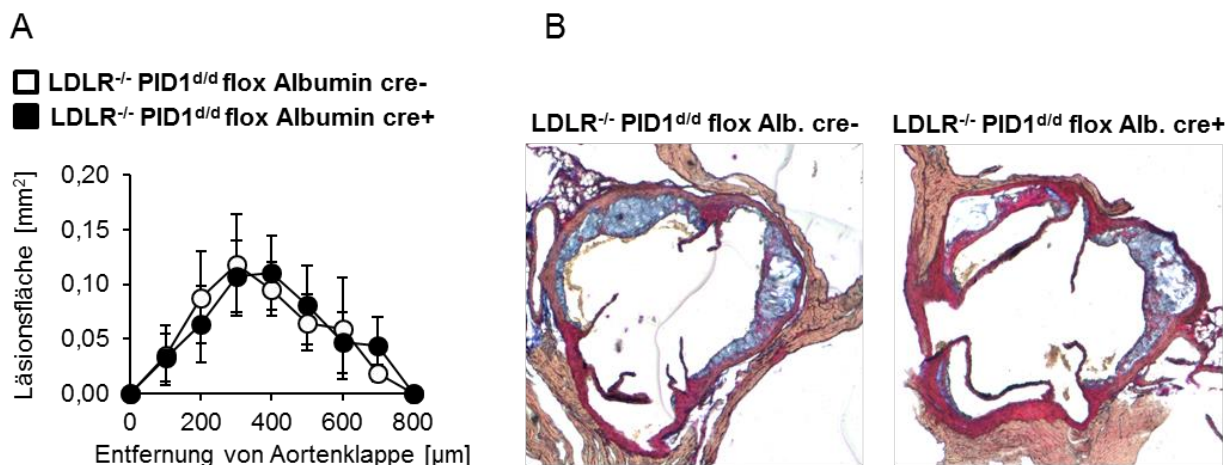 A
LDLR-/- PID1d/d flox Albumin cre-
LDLR-/- PID1d/d flox Albumin cre+
Läsionsfläche [mm²]
0,20
0,15
0,10
0,05
0,00
0 200 400 600 800
Entfernung von Aortenklappe [µm]
B
LDLR-/- PID1d/d flox Alb. cre-
LDLR-/- PID1d/d flox Alb. cre+